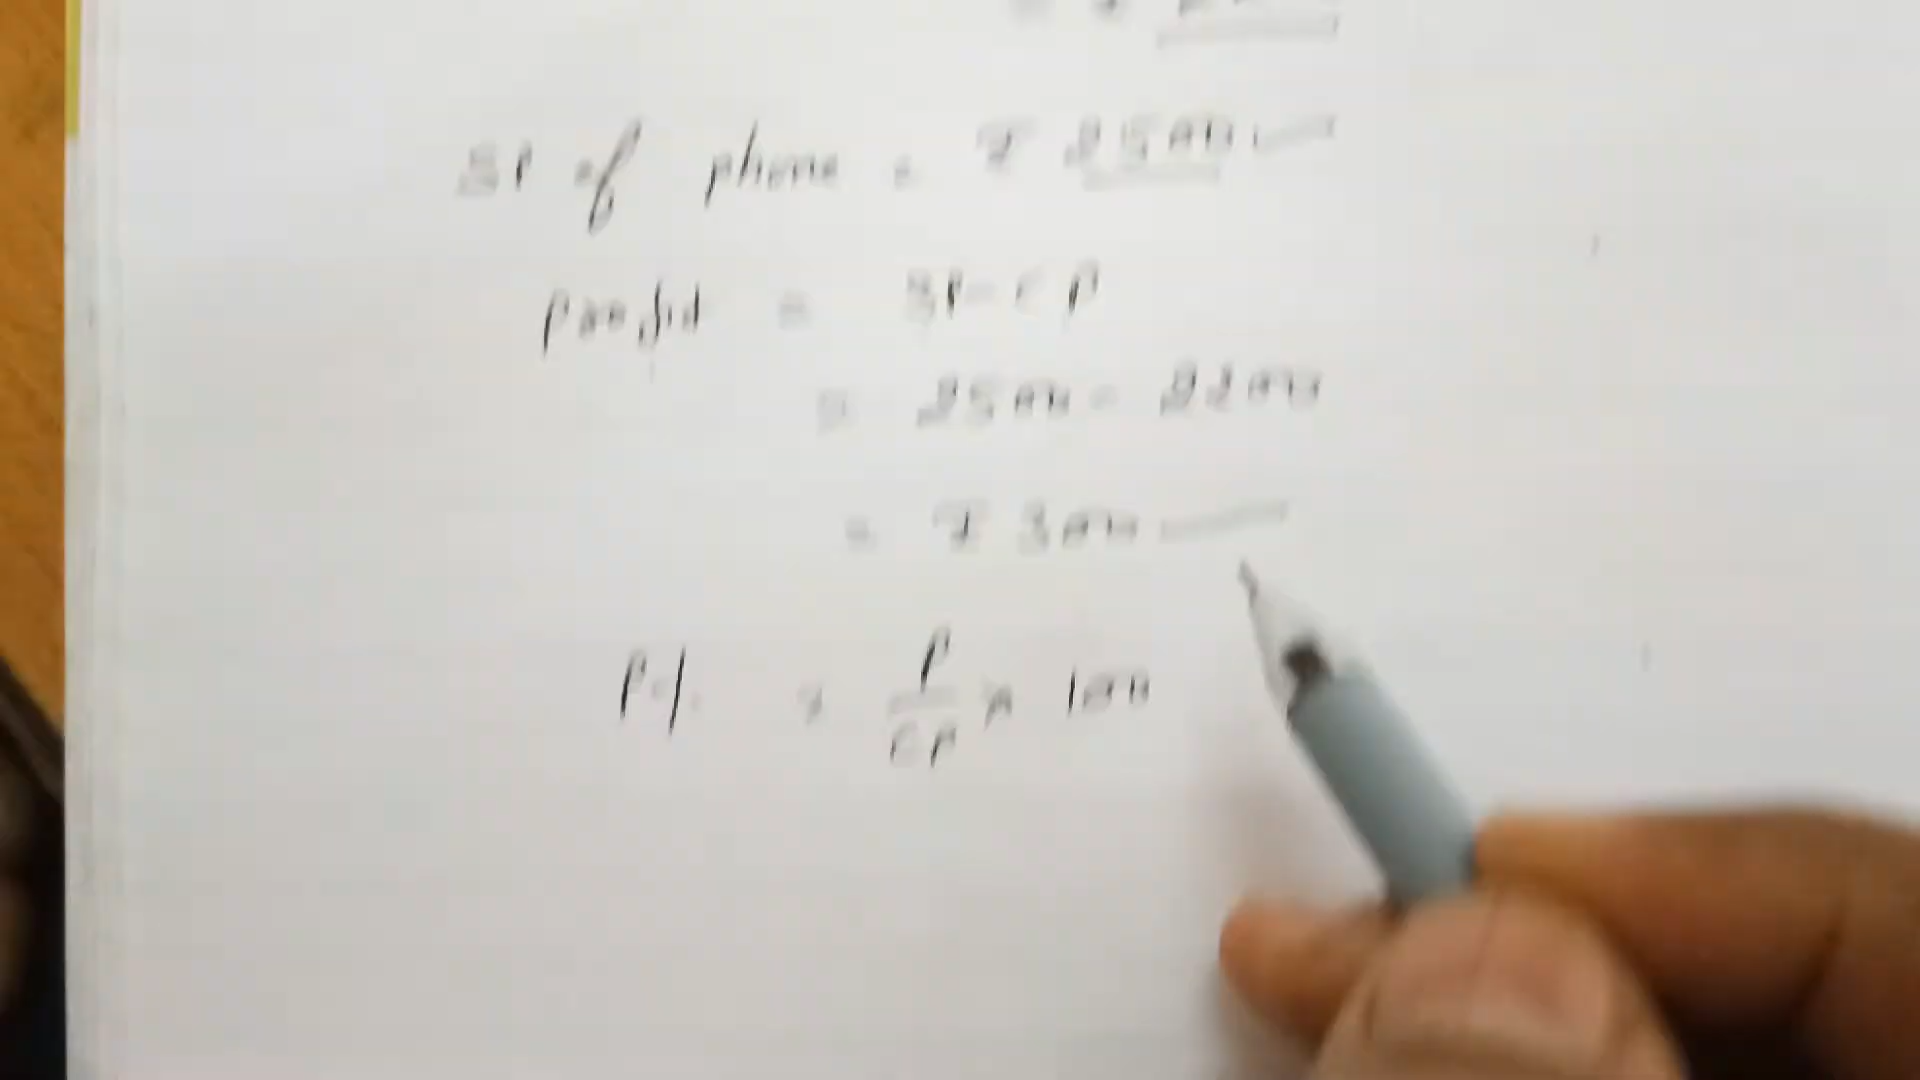 SP of phone = ₹ 2500
Profit = SP - CP
= 2500 - 2200
= ₹ 300
P% = P/CP × 100